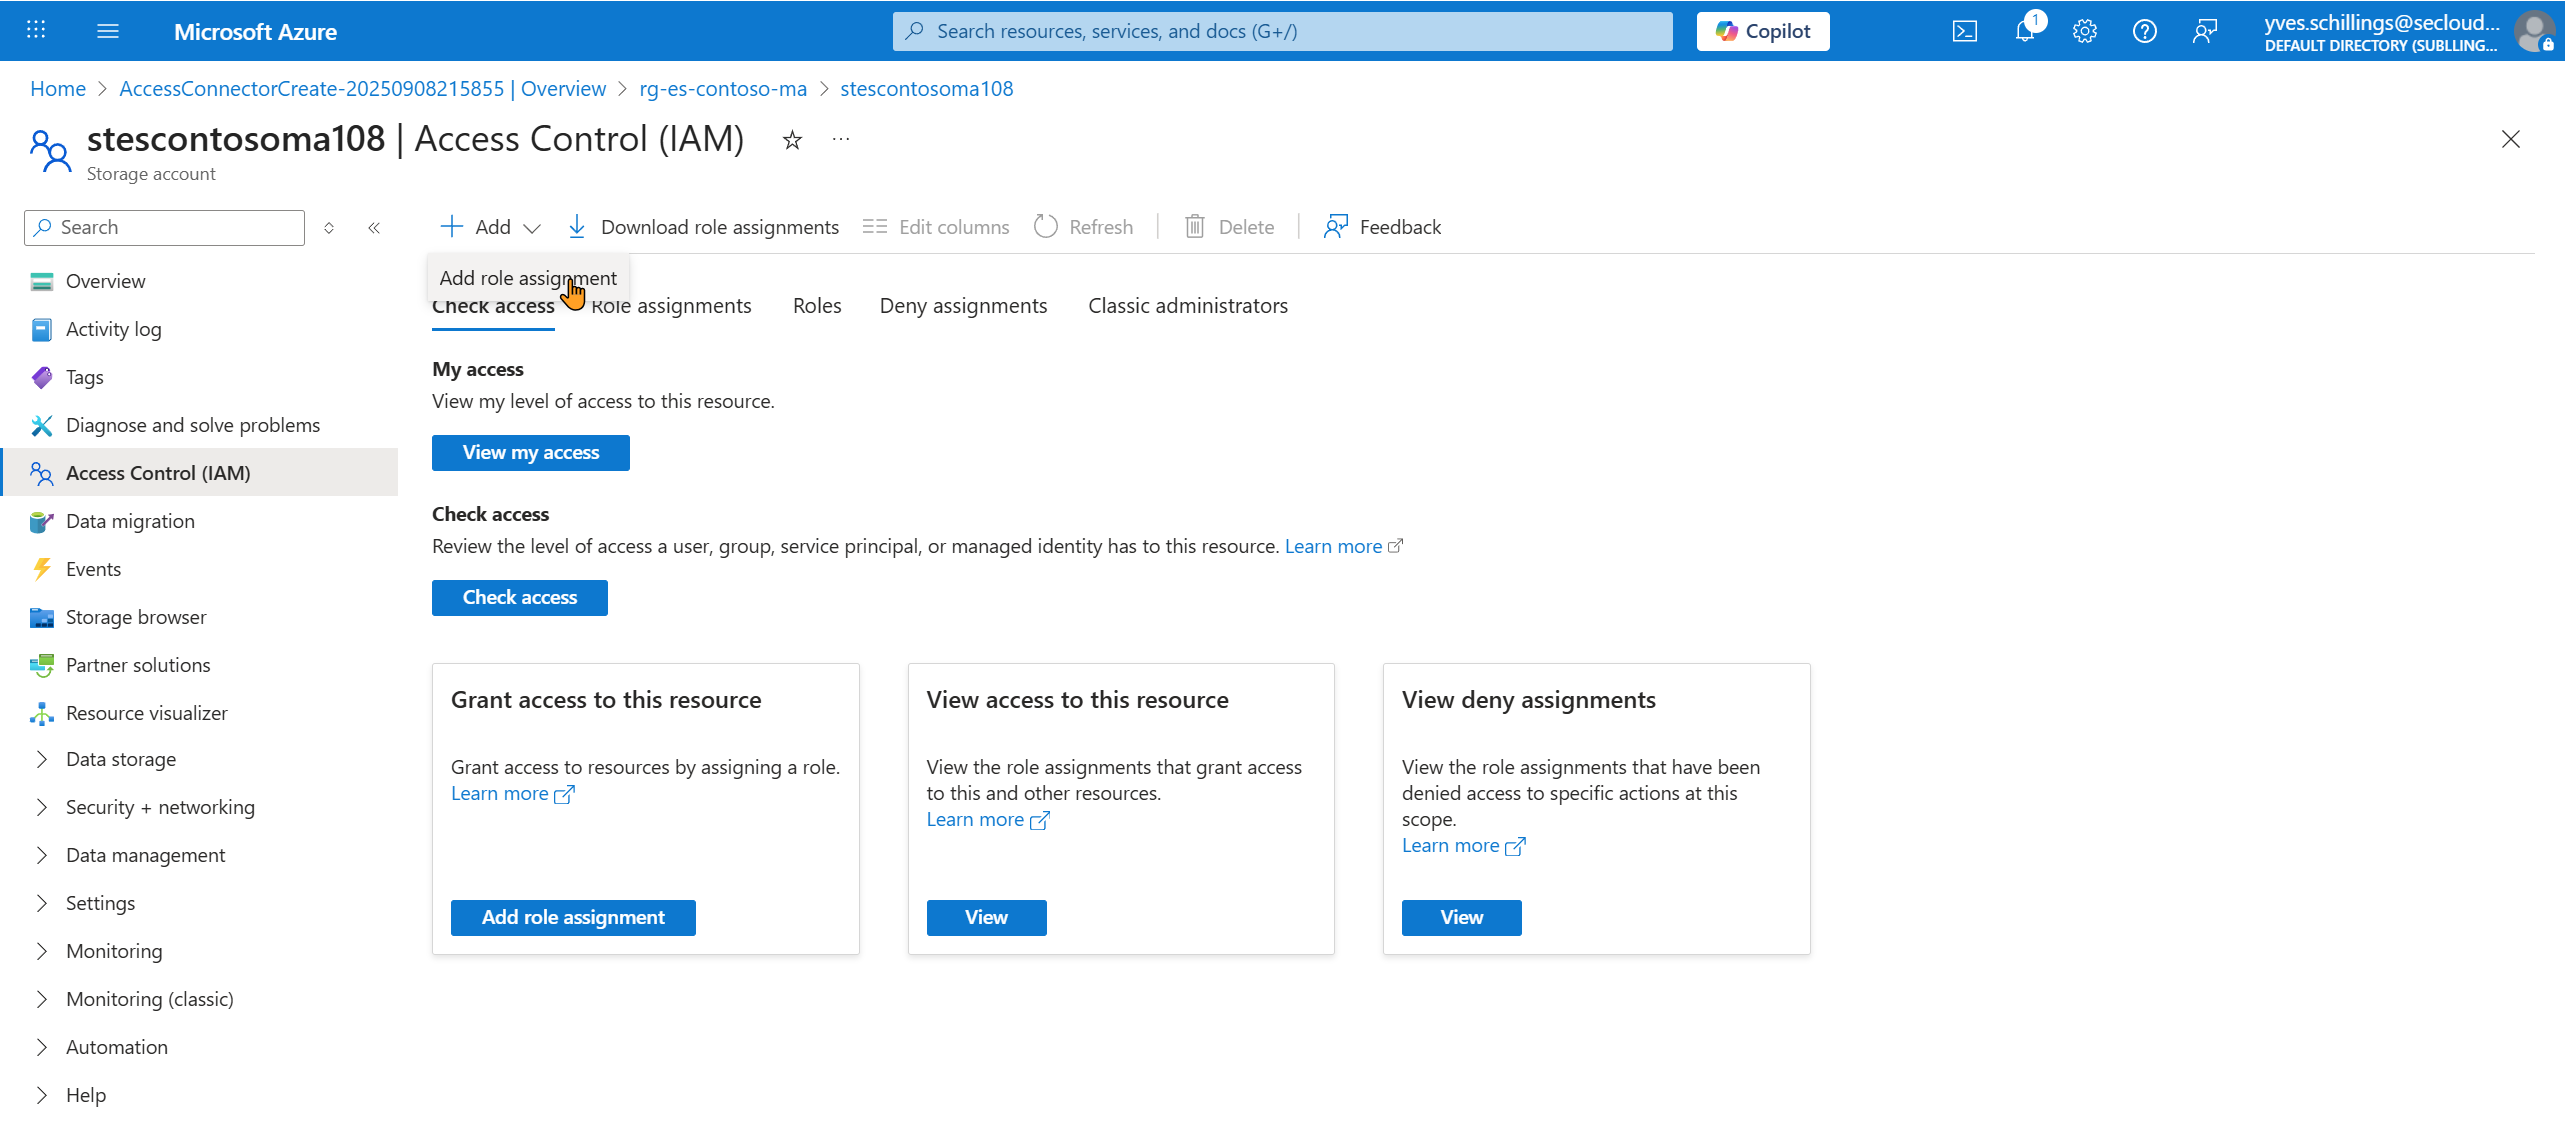 Microsoft Azure
Search resources, services, and docs (G+/)
Copilot
1
yves.schillings@secloud...
DEFAULT DIRECTORY (SUBLLING...
Home > AccessConnectorCreate-20250908215855 | Overview > rg-es-contoso-ma > stescontosoma108
stescontosoma108 | Access Control (IAM)
Storage account
Search
Add
Download role assignments
Edit columns
Refresh
Delete
Feedback
Add role assignment
Check access
Role assignments
Roles
Deny assignments
Classic administrators
Overview
Activity log
Tags
Diagnose and solve problems
Access Control (IAM)
Data migration
Events
Storage browser
Partner solutions
Resource visualizer
Data storage
Security + networking
Data management
Settings
Monitoring
Monitoring (classic)
Automation
Help
My access
View my level of access to this resource.
View my access
Check access
Review the level of access a user, group, service principal, or managed identity has to this resource. Learn more
Check access
Grant access to this resource
Grant access to resources by assigning a role.
Learn more
Add role assignment
View access to this resource
View the role assignments that grant access
to this and other resources.
Learn more
View
View deny assignments
View the role assignments that have been
denied access to specific actions at this
scope.
Learn more
View